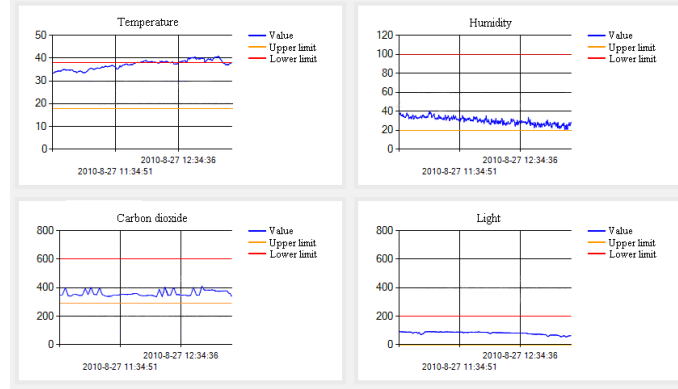 Temperature
50
40
30
20
10
0
2010-8-27 12:34:36
2010-8-27 11:34:51
Value
Upper limit
Lower limit
Humidity
120
100
80
60
40
20
0
2010-8-27 12:34:36
2010-8-27 11:34:51
Value
Upper limit
Lower limit
Carbon dioxide
800
600
400
200
0
2010-8-27 12:34:36
2010-8-27 11:34:51
Value
Upper limit
Lower limit
Light
800
600
400
200
0
2010-8-27 12:34:36
2010-8-27 11:34:51
Value
Upper limit
Lower limit